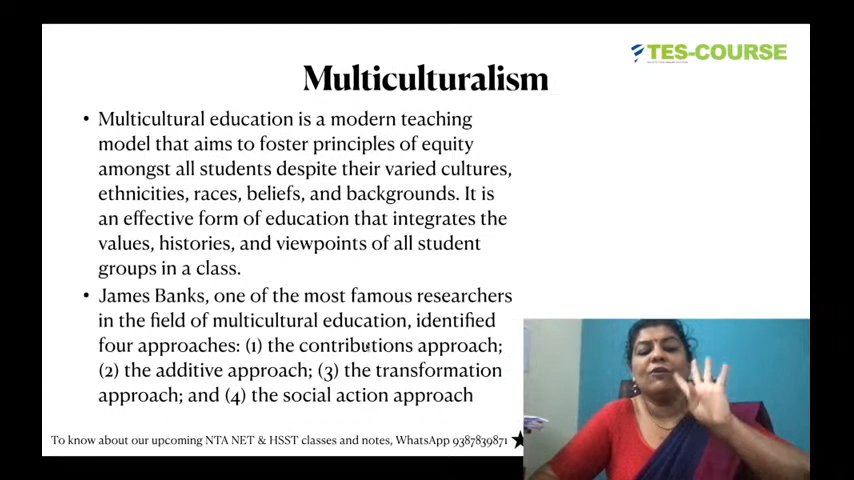 TES-COURSE
Multiculturalism
• Multicultural education is a modern teaching
model that aims to foster principles of equity
amongst all students despite their varied cultures,
ethnicities, races, beliefs, and backgrounds. It is
an effective form of education that integrates the
values, histories, and viewpoints of all student
groups in a class.
• James Banks, one of the most famous researchers
in the field of multicultural education, identified
four approaches: (1) the contributions approach;
(2) the additive approach; (3) the transformation
approach; and (4) the social action approach
To know about our upcoming NTA NET & HSST classes and notes, WhatsApp 9387839871